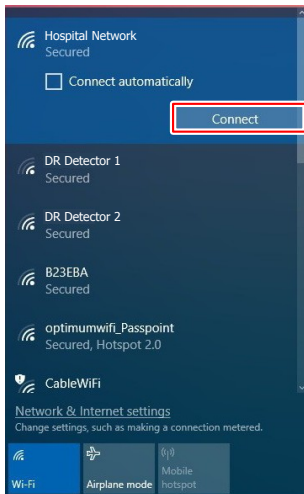 Hospital Network
Secured
Connect automatically
Connect
DR Detector 1
Secured
DR Detector 2
Secured
B23EBA
Secured
optimumwifi_Passpoint
Secured, Hotspot 2.0
CableWiFi
Network & Internet settings
Change settings, such as making a connection metered.
Wi-Fi
Airplane mode
Mobile
hotspot